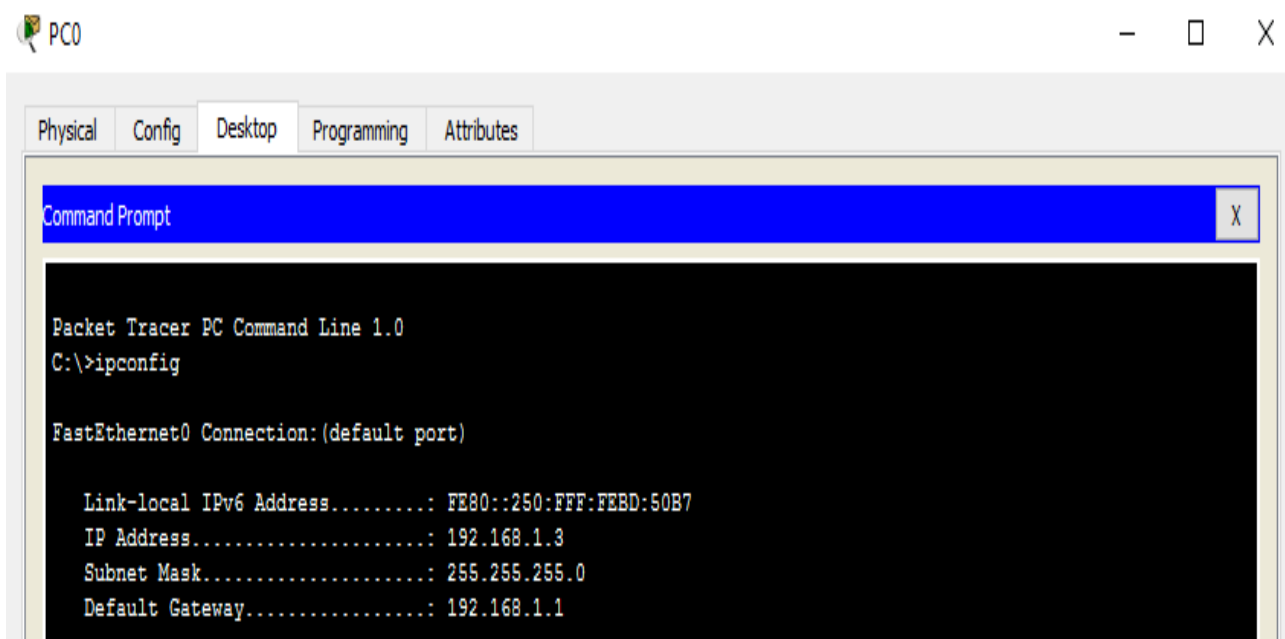 PC0
Physical Config Desktop Programming Attributes
Command Prompt X
Packet Tracer PC Command Line 1.0
C:\>ipconfig
FastEthernet0 Connection:(default port)
Link-local IPv6 Address.........: FE80::250:FFF:FEBD:50B7
IP Address......................: 192.168.1.3
Subnet Mask.....................: 255.255.255.0
Default Gateway.................: 192.168.1.1